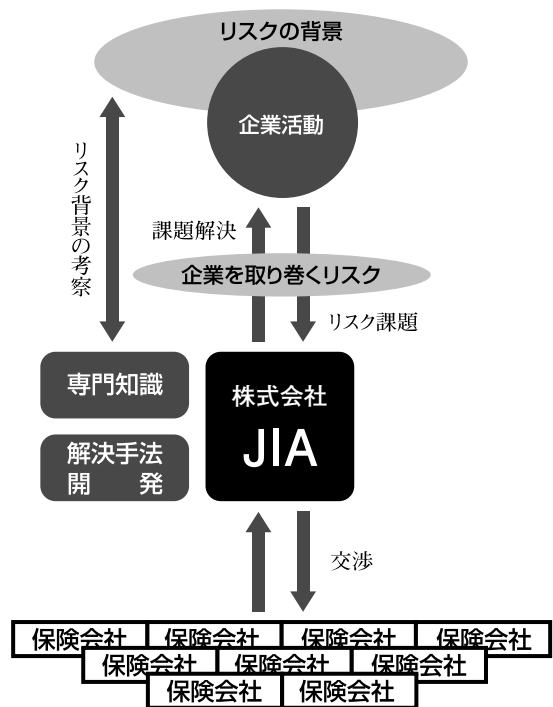 リスクの背景
企業活動
リスク背景の考察
課題解決
企業を取り巻くリスク
リスク課題
専門知識
株式会社
JIA
解決手法
開　発
交渉
保険会社 保険会社 保険会社 保険会社
保険会社 保険会社 保険会社
保険会社 保険会社